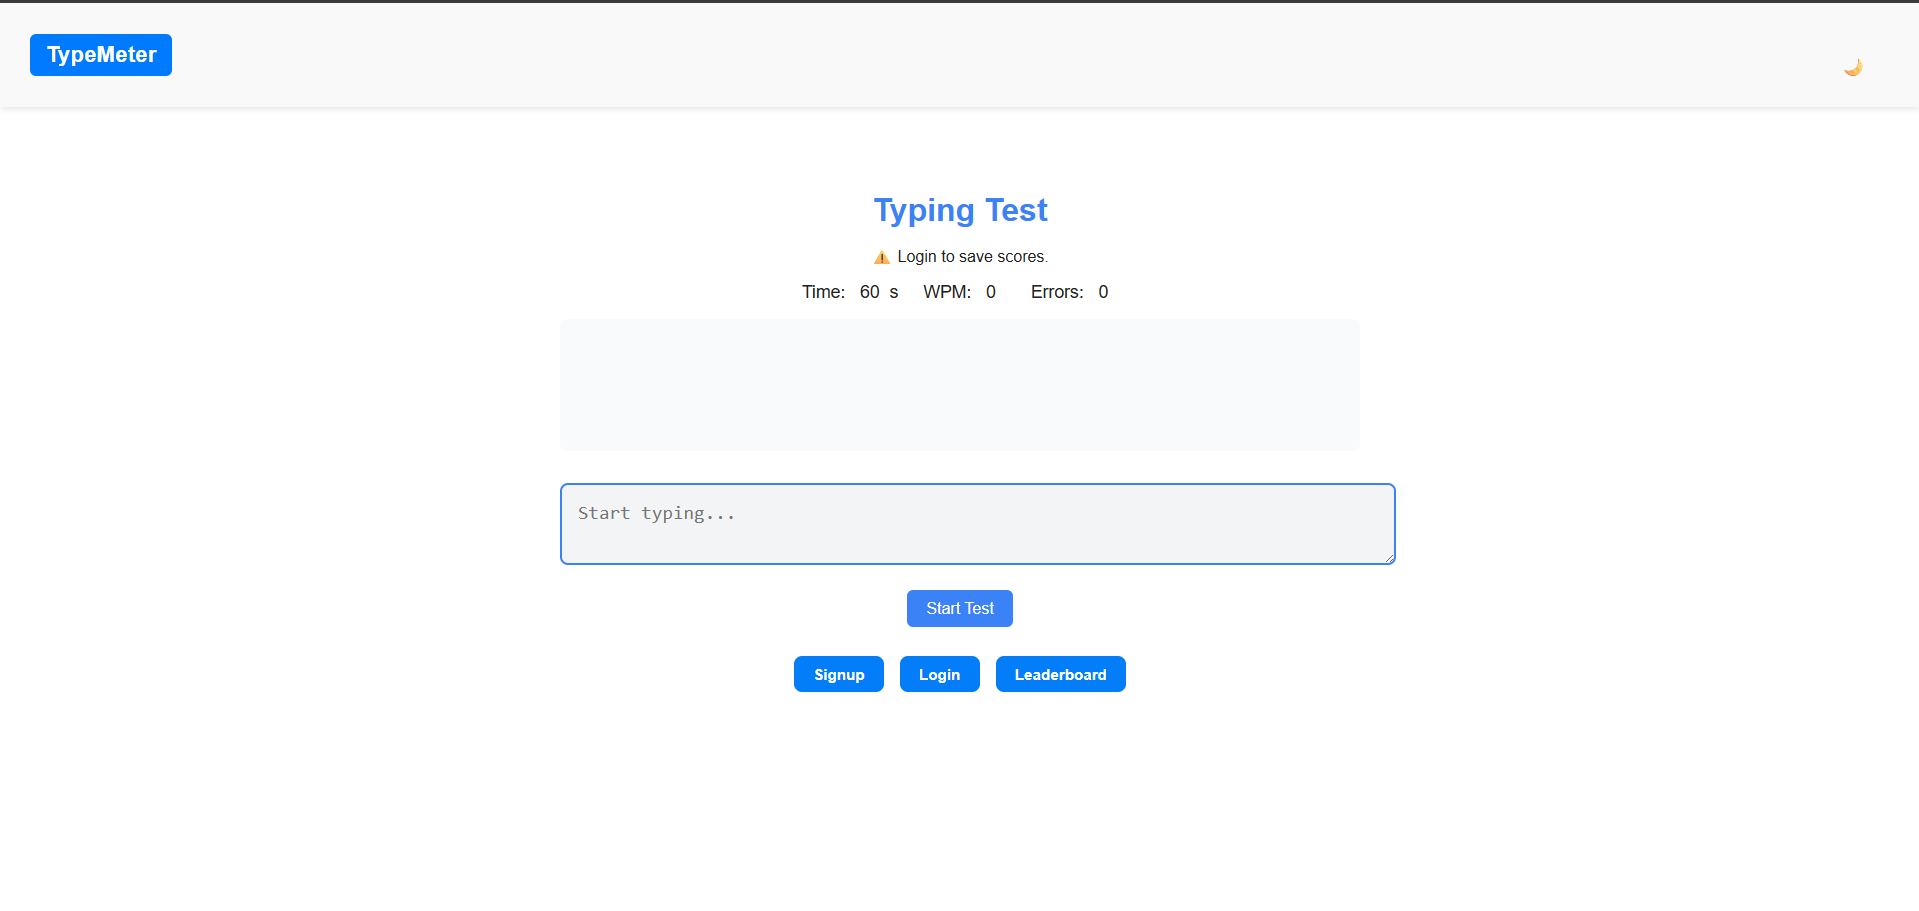 TypeMeter
Typing Test
Login to save scores.
Time: 60 s WPM: 0 Errors: 0
Start typing...
Start Test
Signup Login Leaderboard